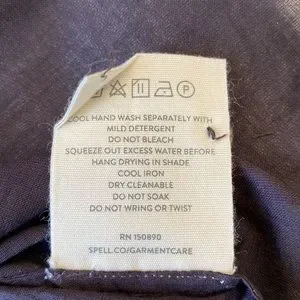 COOL HAND WASH SEPARATELY WITH
MILD DETERGENT
DO NOT BLEACH
SQUEEZE OUT EXCESS WATER BEFORE
HANG DRYING IN SHADE
COOL IRON
DRY CLEANABLE
DO NOT SOAK
DO NOT WRING OR TWIST
RN 150890
SPELL.CO/GARMENTCARE